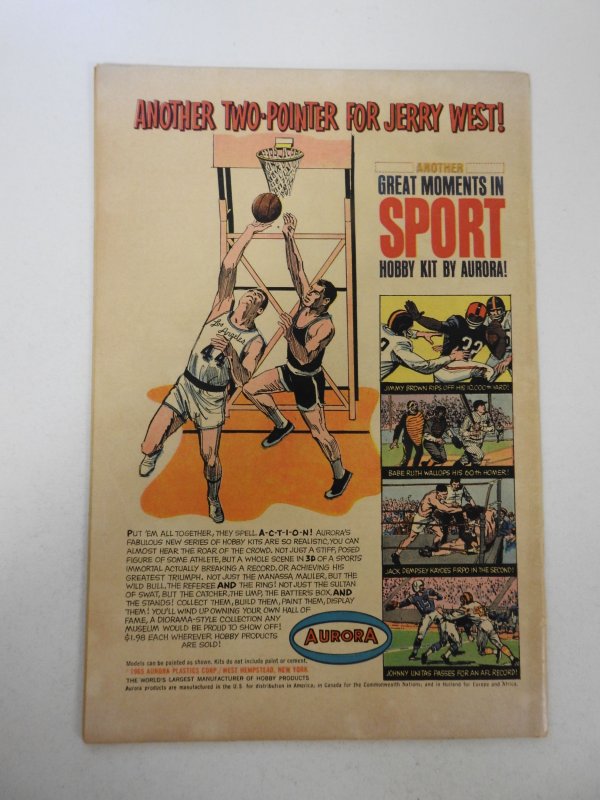 ANOTHER TWO-POINTER FOR JERRY WEST!
ANOTHER
GREAT MOMENTS IN
SPORT
HOBBY KIT BY AURORA!
Los Angeles
44
32
JIMMY BROWN RIPS OFF HIS 10,000TH YARD!
BABE RUTH WALLOPS HIS 60TH HOMER!
JACK DEMPSEY KAYOES FIRPO IN THE SECOND!
JOHNNY UNITAS PASSES FOR AN AFL RECORD!
PUT 'EM ALL TOGETHER, THEY SPELL A-C-T-I-O-N! AURORA'S
FABULOUS NEW SERIES OF HOBBY KITS ARE SO REALISTIC, YOU CAN
ALMOST HEAR THE ROAR OF THE CROWD. NOT JUST A STIFF, POSED
FIGURE OF SOME ATHLETE, BUT A WHOLE SCENE IN 3D OF A SPORTS
IMMORTAL ACTUALLY BREAKING A RECORD. OR ACHIEVING HIS
GREATEST TRIUMPH. NOT JUST THE MANASSA MAULER, BUT THE
WILD BULL, THE REFEREE AND THE RING! NOT JUST THE SULTAN
OF SWAT, BUT THE CATCHER, THE UMP, THE BATTER'S BOX, AND
THE STANDS! COLLECT THEM, BUILD THEM, PAINT THEM, DISPLAY
THEM! YOU'LL WIND UP OWNING YOUR OWN HALL OF
FAME, A DIORAMA-STYLE COLLECTION ANY
MUSEUM WOULD BE PROUD TO SHOW OFF!
$1.98 EACH WHEREVER HOBBY PRODUCTS
ARE SOLD!
AURORA
Models can be painted as shown. Kits do not include paint or cement.
© 1965 AURORA PLASTICS CORP./WEST HEMPSTEAD, NEW YORK
THE WORLD'S LARGEST MANUFACTURER OF HOBBY PRODUCTS
Aurora products are manufactured in the U.S. for distribution in America, in Canada for the Commonwealth Nations, and in Holland for Europe and Africa.